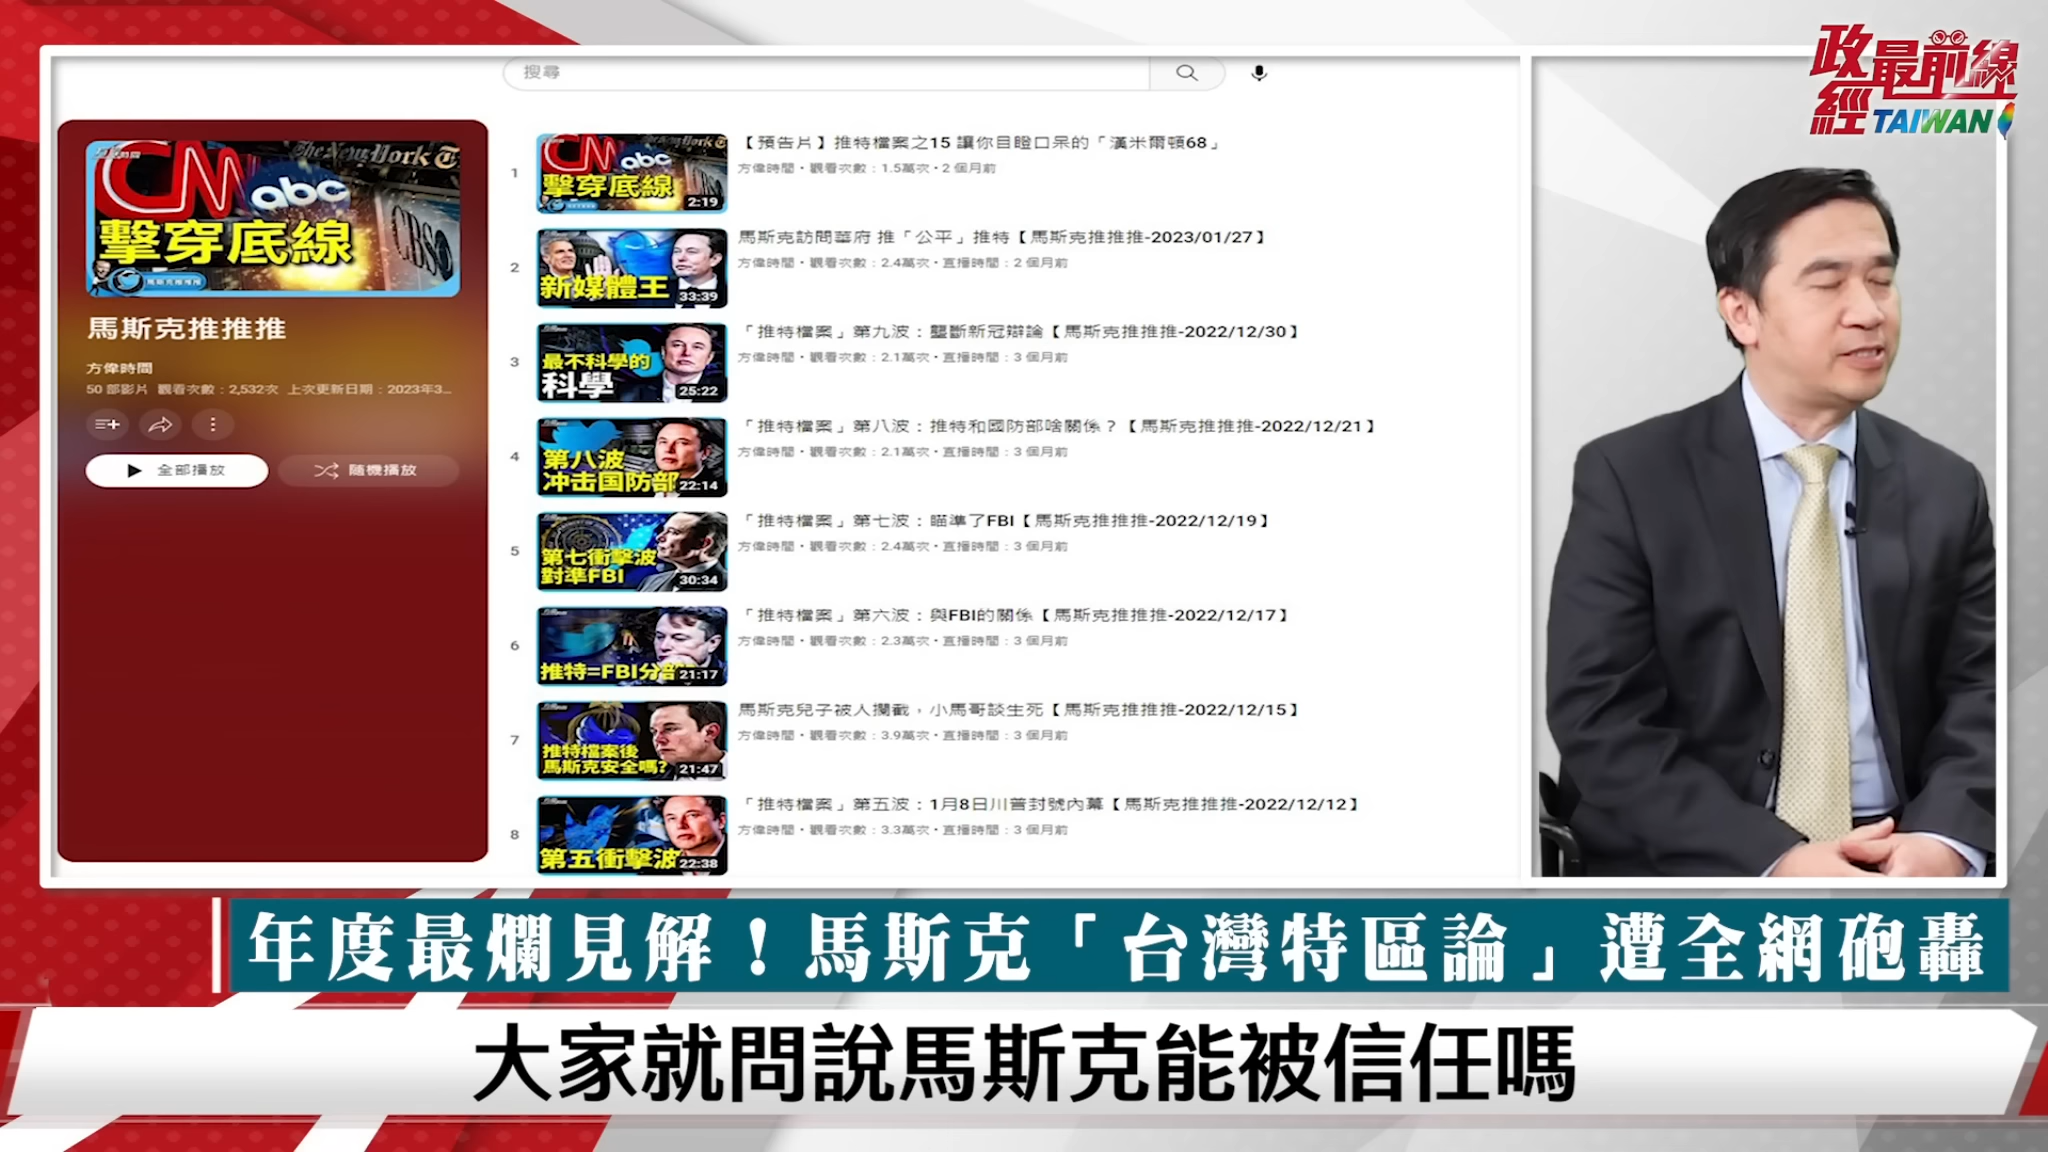 政經最前線
TAIWAN
搜尋
The New York T
CNN
abc
CBS
擊穿底線
馬斯克推推推
馬斯克推推推
方偉時間
50 部影片 觀看次數：2,532次 上次更新日期：2023年3...
全部播放
隨機播放
1
CNN
abc
擊穿底線
2:19
【預告片】推特檔案之15 讓你目瞪口呆的「漢米爾頓68」
方偉時間・觀看次數：1.5萬次・2 個月前
2
新媒體王
33:39
馬斯克訪問華府 推「公平」推特【馬斯克推推推-2023/01/27】
方偉時間・觀看次數：2.4萬次・直播時間：2 個月前
3
最不科學的
科學
25:22
「推特檔案」第九波：壟斷新冠辯論【馬斯克推推推-2022/12/30】
方偉時間・觀看次數：2.1萬次・直播時間：3 個月前
4
第八波
冲击国防部
22:14
「推特檔案」第八波：推特和國防部啥關係？【馬斯克推推推-2022/12/21】
方偉時間・觀看次數：2.1萬次・直播時間：3 個月前
5
第七衝擊波
對準FBI
30:34
「推特檔案」第七波：瞄準了FBI【馬斯克推推推-2022/12/19】
方偉時間・觀看次數：2.4萬次・直播時間：3 個月前
6
推特=FBI分部
21:17
「推特檔案」第六波：與FBI的關係【馬斯克推推推-2022/12/17】
方偉時間・觀看次數：2.3萬次・直播時間：3 個月前
7
推特檔案後
馬斯克安全嗎?
21:47
馬斯克兒子被人攔截，小馬哥談生死【馬斯克推推推-2022/12/15】
方偉時間・觀看次數：3.9萬次・直播時間：3 個月前
8
第五衝擊波
22:38
「推特檔案」第五波：1月8日川普封號內幕【馬斯克推推推-2022/12/12】
方偉時間・觀看次數：3.3萬次・直播時間：3 個月前
年度最爛見解！馬斯克「台灣特區論」遭全網砲轟
大家就問說馬斯克能被信任嗎